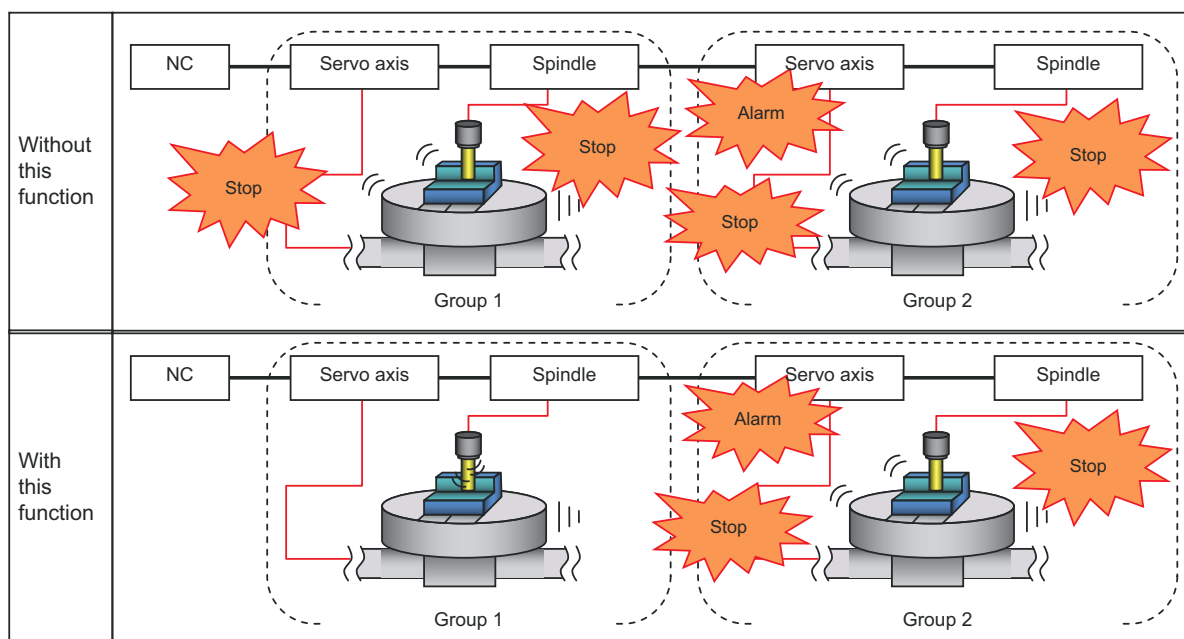 Without
this
function
NC
Servo axis
Spindle
Servo axis
Spindle
Alarm
Stop
Stop
Stop
Stop
Group 1
Group 2
With
this
function
NC
Servo axis
Spindle
Servo axis
Spindle
Alarm
Stop
Stop
Group 1
Group 2